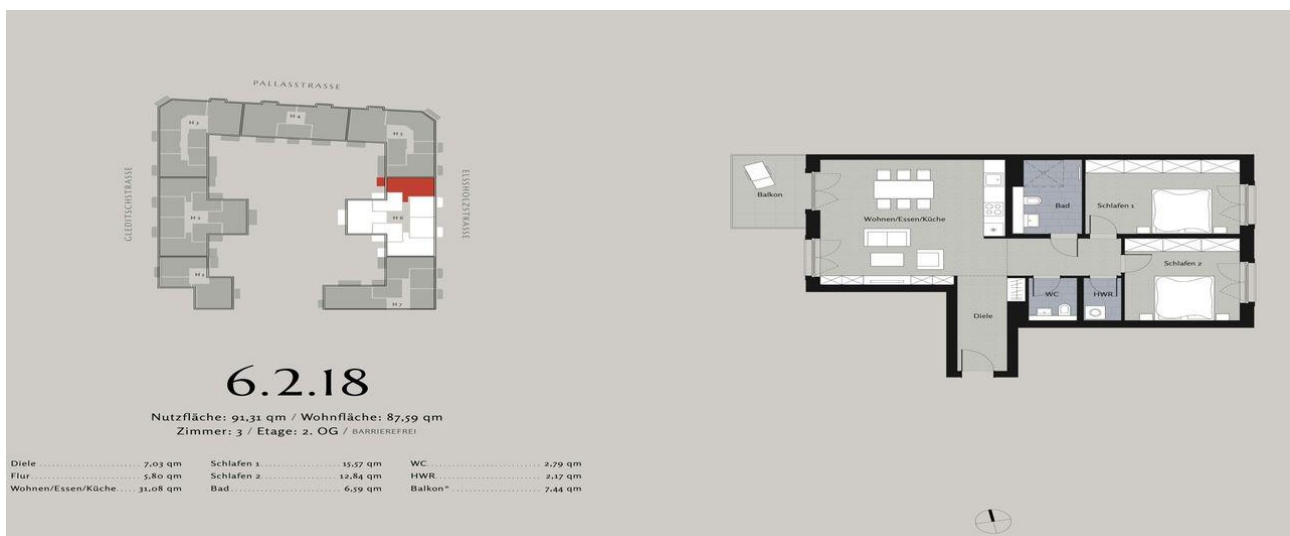 PALLASSTRASSE
GLEDITSCHSTRASSE
ELSSHOLZSTRASSE
H 3
H 4
H 5
H 2
H 6
H 1
H 7
6.2.18
Nutzfläche: 91,31 qm / Wohnfläche: 87,59 qm
Zimmer: 3 / Etage: 2. OG / BARRIEREFREI
Diele 7,03 qm
Flur 5,80 qm
Wohnen/Essen/Küche 31,08 qm
Schlafen 1 15,57 qm
Schlafen 2 12,84 qm
Bad 6,59 qm
WC 2,79 qm
HWR 2,17 qm
Balkon* 7,44 qm
Balkon
Wohnen/Essen/Küche
Bad
Schlafen 1
Schlafen 2
WC
HWR
Diele